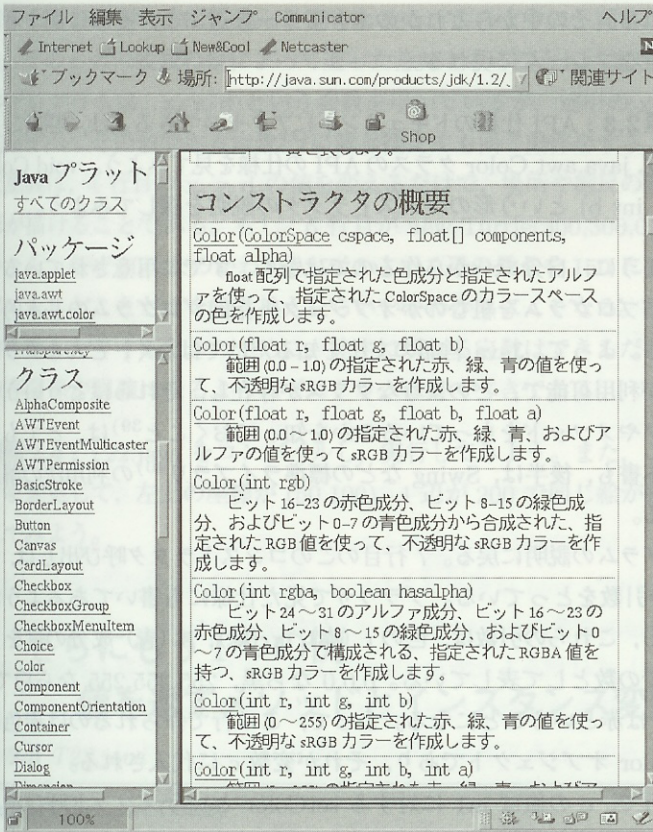 ファイル 編集 表示 ジャンプ Communicator ヘルプ
Internet Lookup New&Cool Netcaster
ブックマーク 場所: http://java.sun.com/products/jdk/1.2/ 関連サイト
Shop
Java プラット
すべてのクラス
パッケージ
java.applet
java.awt
java.awt.color
Transparency
クラス
AlphaComposite
AWTEvent
AWTEventMulticaster
AWTPermission
BasicStroke
BorderLayout
Button
Canvas
CardLayout
Checkbox
CheckboxGroup
CheckboxMenuItem
Choice
Color
Component
ComponentOrientation
Container
Cursor
Dialog
Dimension
コンストラクタの概要
Color(ColorSpace cspace, float[] components,
float alpha)
float 配列で指定された色成分と指定されたアルフ
ァを使って、指定された ColorSpace のカラースペース
の色を作成します。
Color(float r, float g, float b)
範囲 (0.0 – 1.0) の指定された赤、緑、青の値を使っ
て、不透明な sRGB カラーを作成します。
Color(float r, float g, float b, float a)
範囲 (0.0 ～ 1.0) の指定された赤、緑、青、およびア
ルファの値を使って sRGB カラーを作成します。
Color(int rgb)
ビット 16–23 の赤色成分、ビット 8–15 の緑色成
分、およびビット 0–7 の青色成分から合成された、指
定された RGB 値を使って、不透明な sRGB カラーを作
成します。
Color(int rgba, boolean hasalpha)
ビット 24 ～ 31 のアルファ成分、ビット 16 ～ 23 の
赤色成分、ビット 8 ～ 15 の緑色成分、およびビット 0
～ 7 の青色成分で構成される、指定された RGBA 値を
持つ、sRGB カラーを作成します。
Color(int r, int g, int b)
範囲 (0 ～ 255) の指定された赤、緑、青の値を使っ
て、不透明な sRGB カラーを作成します。
Color(int r, int g, int b, int a)
100%